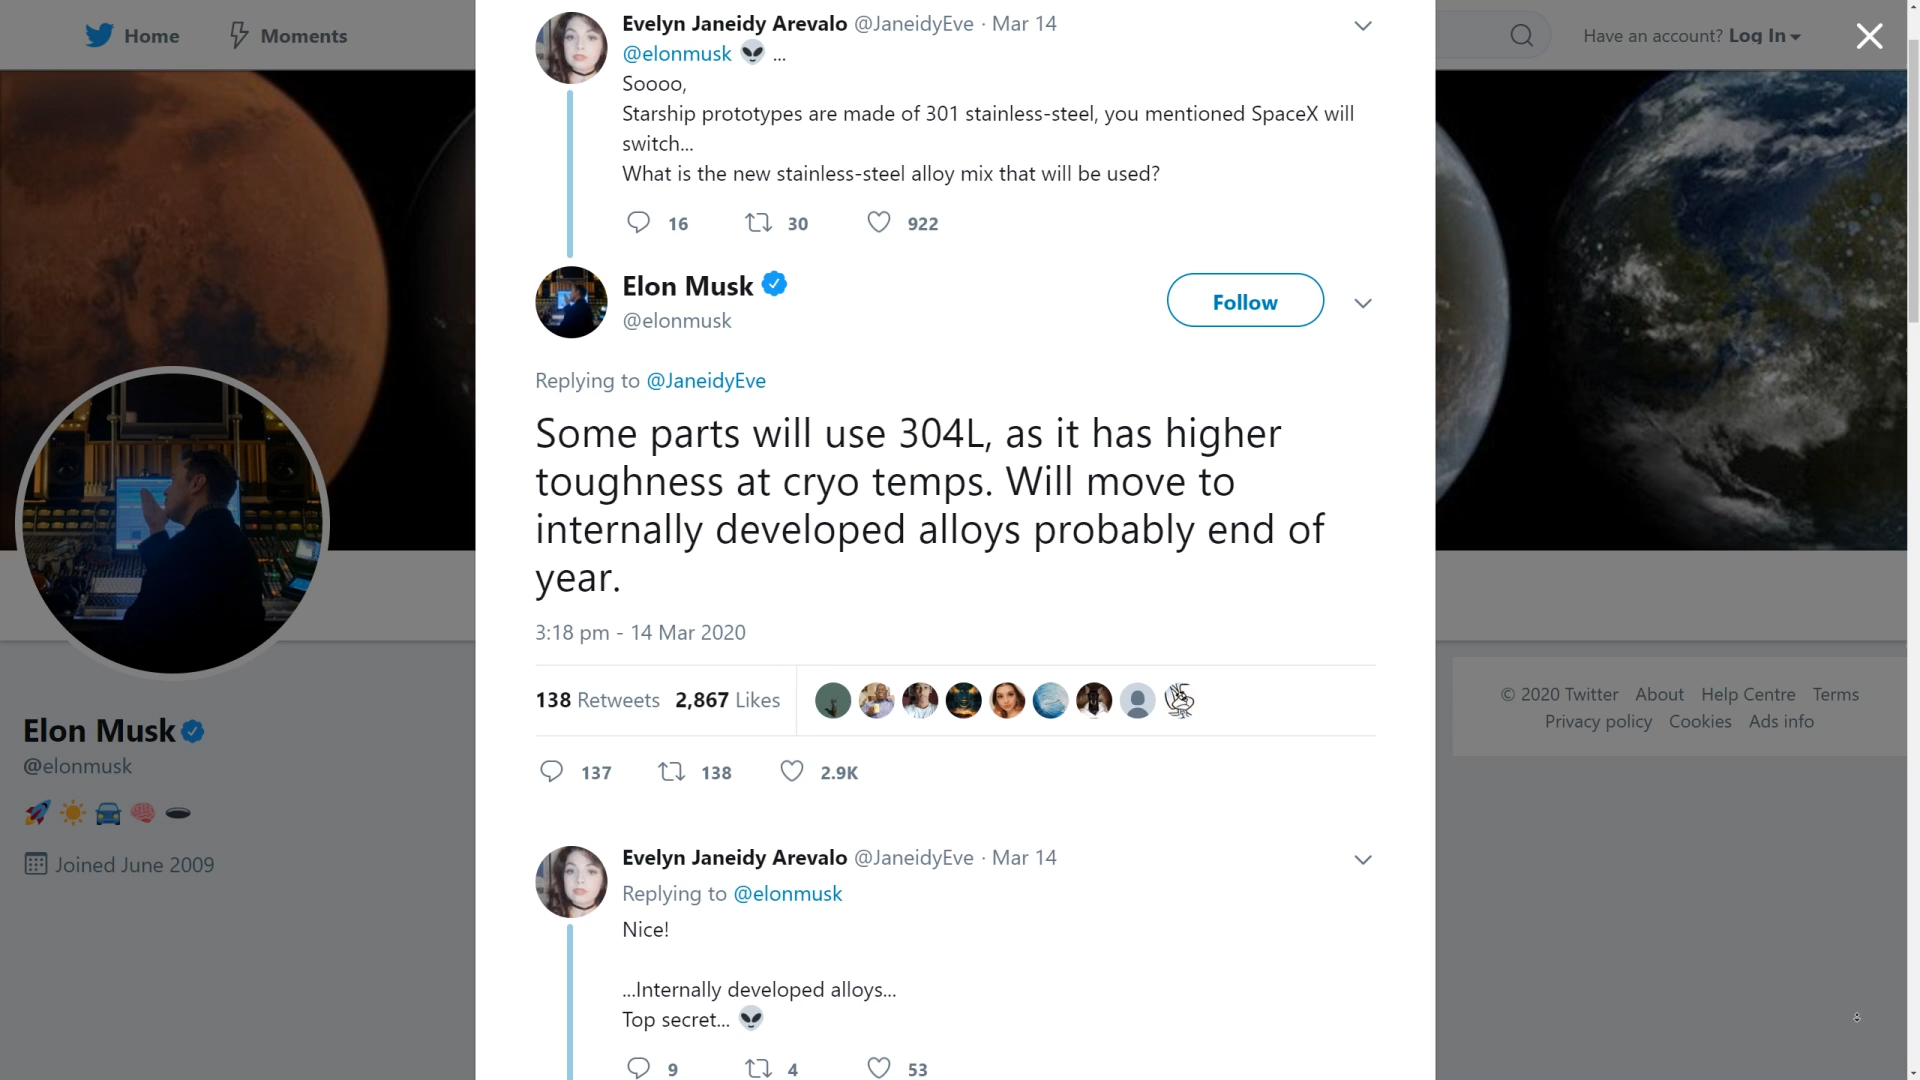 Home
Moments
Have an account? Log In
Evelyn Janeidy Arevalo @JaneidyEve · Mar 14
@elonmusk 👽 ...
Soooo,
Starship prototypes are made of 301 stainless-steel, you mentioned SpaceX will
switch...
What is the new stainless-steel alloy mix that will be used?
16 30 922
Elon Musk
@elonmusk
Follow
Replying to @JaneidyEve
Some parts will use 304L, as it has higher
toughness at cryo temps. Will move to
internally developed alloys probably end of
year.
3:18 pm - 14 Mar 2020
138 Retweets 2,867 Likes
137 138 2.9K
Evelyn Janeidy Arevalo @JaneidyEve · Mar 14
Replying to @elonmusk
Nice!
...Internally developed alloys...
Top secret... 👽
9 4 53
Elon Musk
@elonmusk
🚀 ☀️ 🚘 🧠 🕳
Joined June 2009
© 2020 Twitter About Help Centre Terms
Privacy policy Cookies Ads info